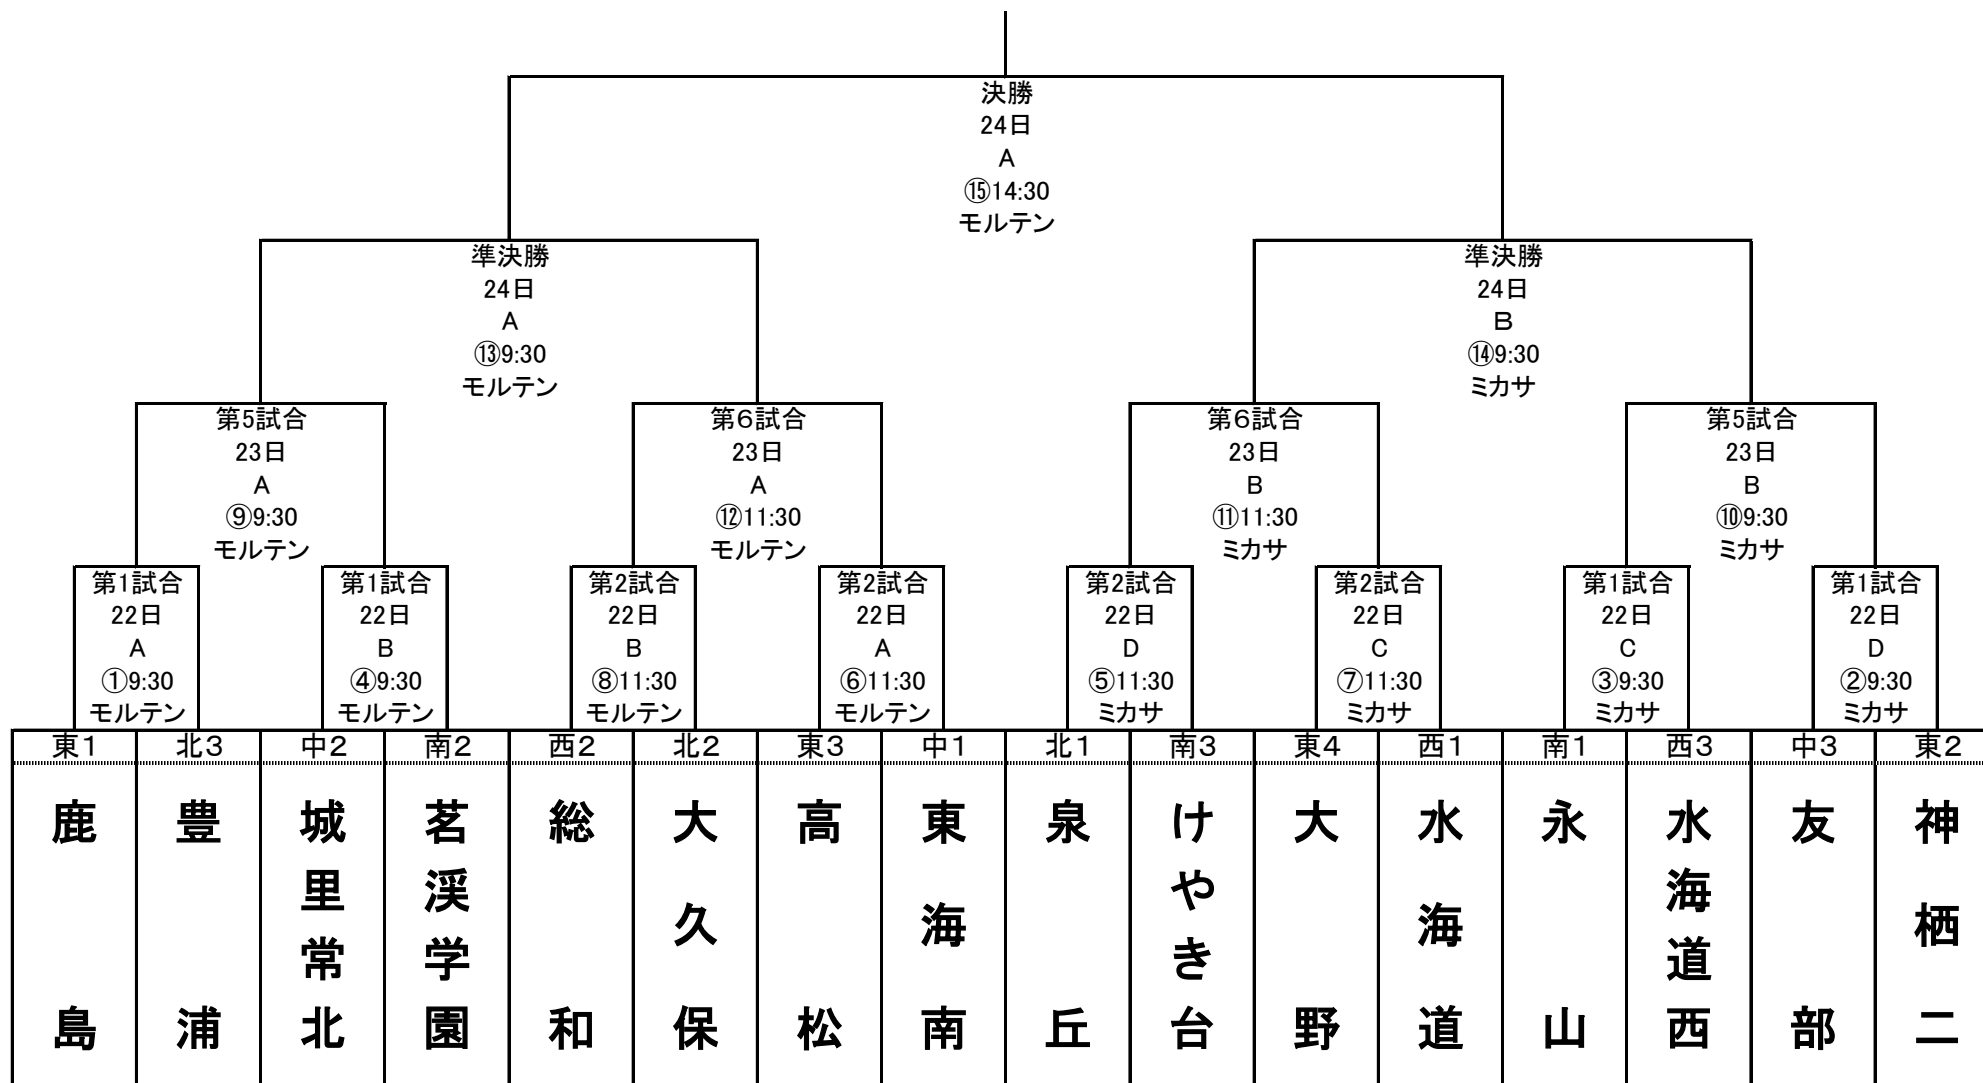 決勝
24日
A
⑮14:30
モルテン
準決勝
24日
A
⑬9:30
モルテン
準決勝
24日
B
⑭9:30
ミカサ
第5試合
23日
A
⑨9:30
モルテン
第6試合
23日
A
⑫11:30
モルテン
第6試合
23日
B
⑪11:30
ミカサ
第5試合
23日
B
⑩9:30
ミカサ
第1試合
22日
A
①9:30
モルテン
第1試合
22日
B
④9:30
モルテン
第2試合
22日
B
⑧11:30
モルテン
第2試合
22日
A
⑥11:30
モルテン
第2試合
22日
D
⑤11:30
ミカサ
第2試合
22日
C
⑦11:30
ミカサ
第1試合
22日
C
③9:30
ミカサ
第1試合
22日
D
②9:30
ミカサ
東1
鹿島
北3
豊浦
中2
城里常北
南2
茗溪学園
西2
総和
北2
大久保
東3
高松
中1
東海南
北1
泉丘
南3
けやき台
東4
大野
西1
水海道
南1
永山
西3
水海道西
中3
友部
東2
神栖二